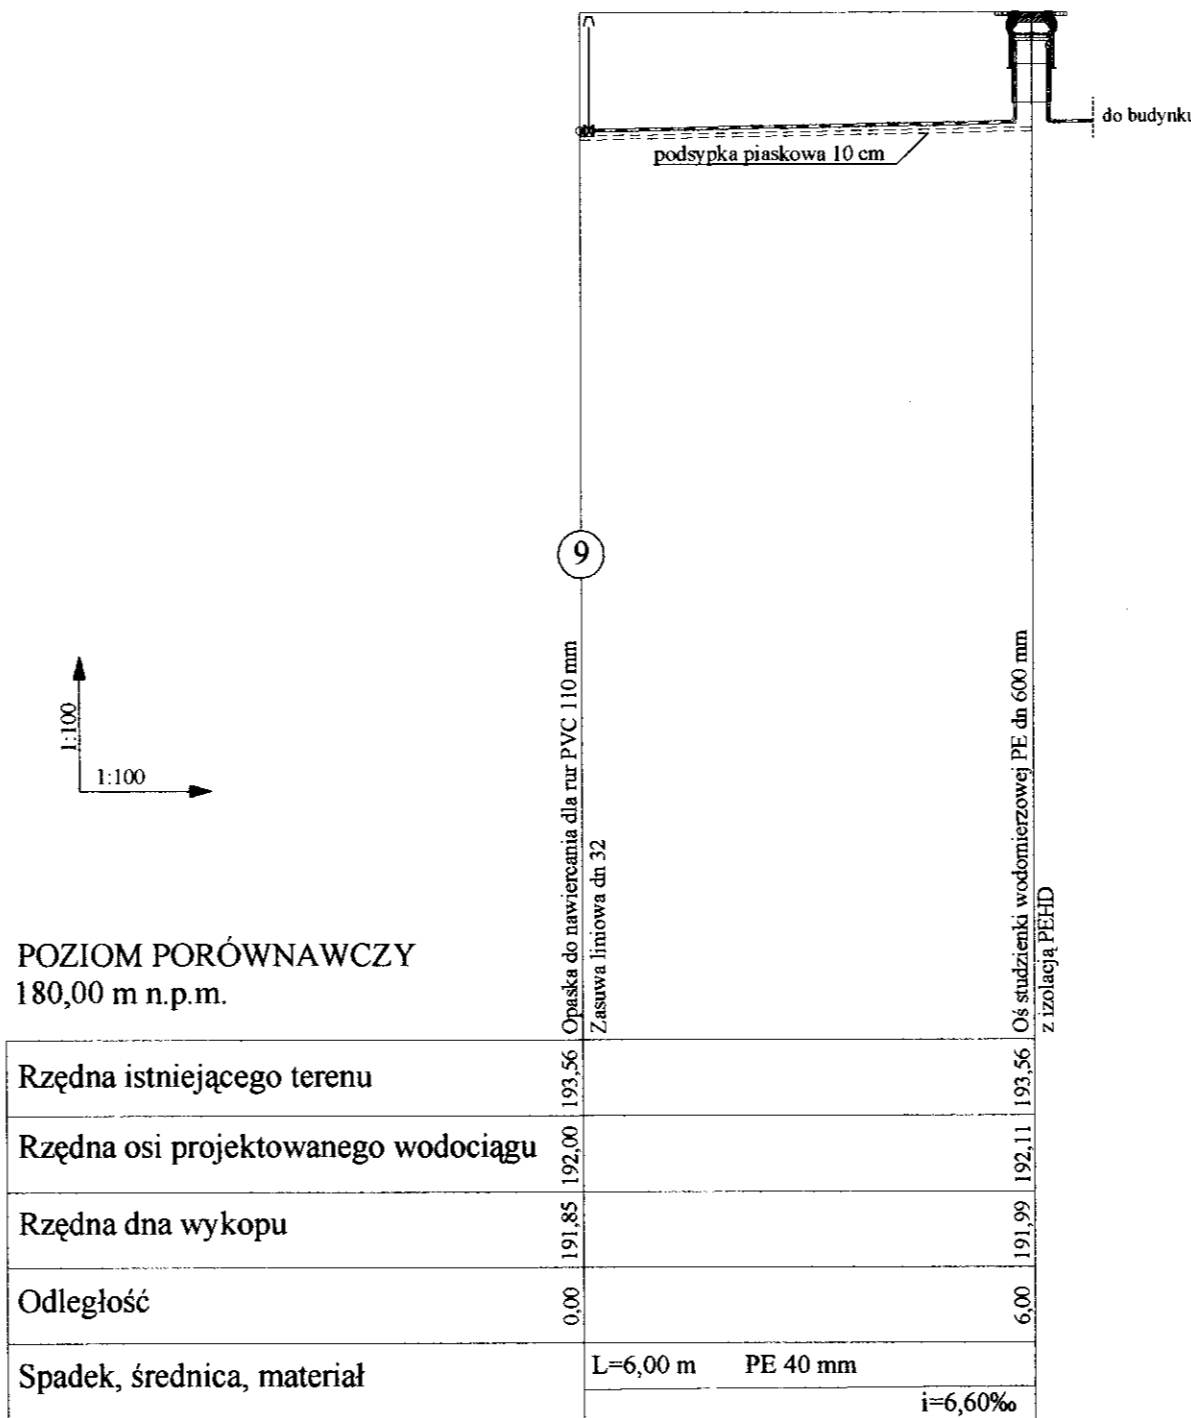 do budynku
podsypka piaskowa 10 cm
9
1:100
1:100
Opaska do nawiercania dla rur PVC 110 mm
Zasuwa liniowa dn 32
Oś studzienki wodomierzowej PE dn 600 mm
z izolacją PEHD
POZIOM PORÓWNAWCZY
180,00 m n.p.m.
Rzędna istniejącego terenu 193,56 193,56
Rzędna osi projektowanego wodociągu 192,00 192,11
Rzędna dna wykopu 191,85 191,99
Odległość 0,00 6,00
Spadek, średnica, materiał L=6,00 m PE 40 mm
i=6,60‰